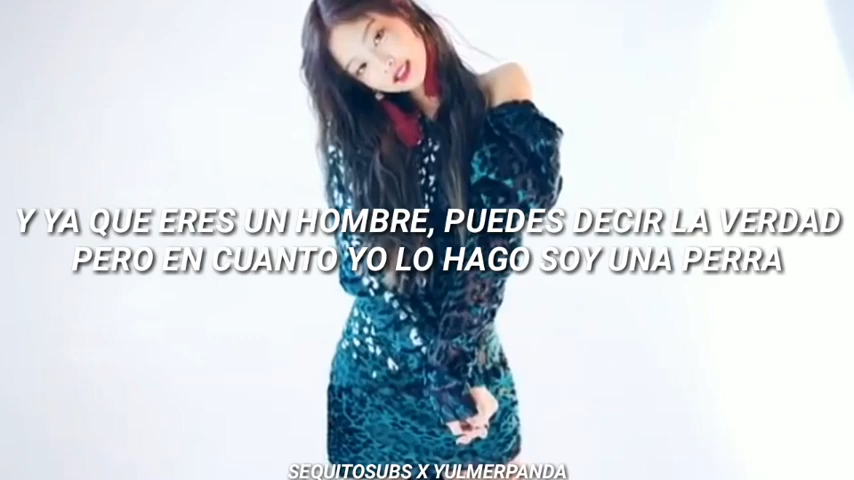 Y YA QUE ERES UN HOMBRE, PUEDES DECIR LA VERDAD
PERO EN CUANTO YO LO HAGO SOY UNA PERRA
SEQUITOSUBS X YULMERPANDA